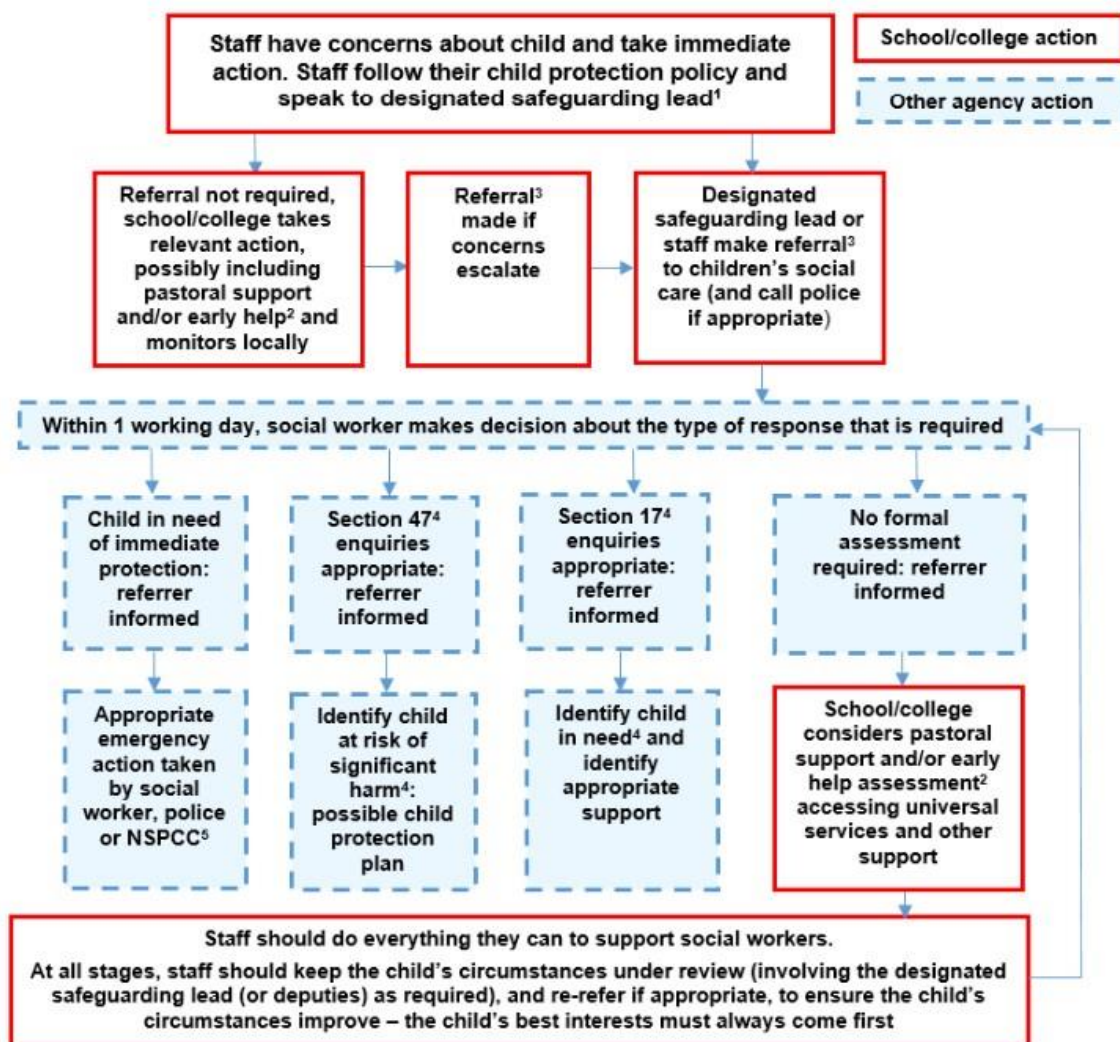 Staff have concerns about child and take immediate
action. Staff follow their child protection policy and
speak to designated safeguarding lead¹
School/college action
Other agency action
Referral not required,
school/college takes
relevant action,
possibly including
pastoral support
and/or early help² and
monitors locally
Referral³
made if
concerns
escalate
Designated
safeguarding lead or
staff make referral³
to children’s social
care (and call police
if appropriate)
Within 1 working day, social worker makes decision about the type of response that is required
Child in need
of immediate
protection:
referrer
informed
Section 47⁴
enquiries
appropriate:
referrer
informed
Section 17⁴
enquiries
appropriate:
referrer
informed
No formal
assessment
required: referrer
informed
Appropriate
emergency
action taken
by social
worker, police
or NSPCC⁵
Identify child
at risk of
significant
harm⁴:
possible child
protection
plan
Identify child
in need⁴ and
identify
appropriate
support
School/college
considers pastoral
support and/or early
help assessment²
accessing universal
services and other
support
Staff should do everything they can to support social workers.
At all stages, staff should keep the child’s circumstances under review (involving the designated
safeguarding lead (or deputies) as required), and re-refer if appropriate, to ensure the child’s
circumstances improve – the child’s best interests must always come first